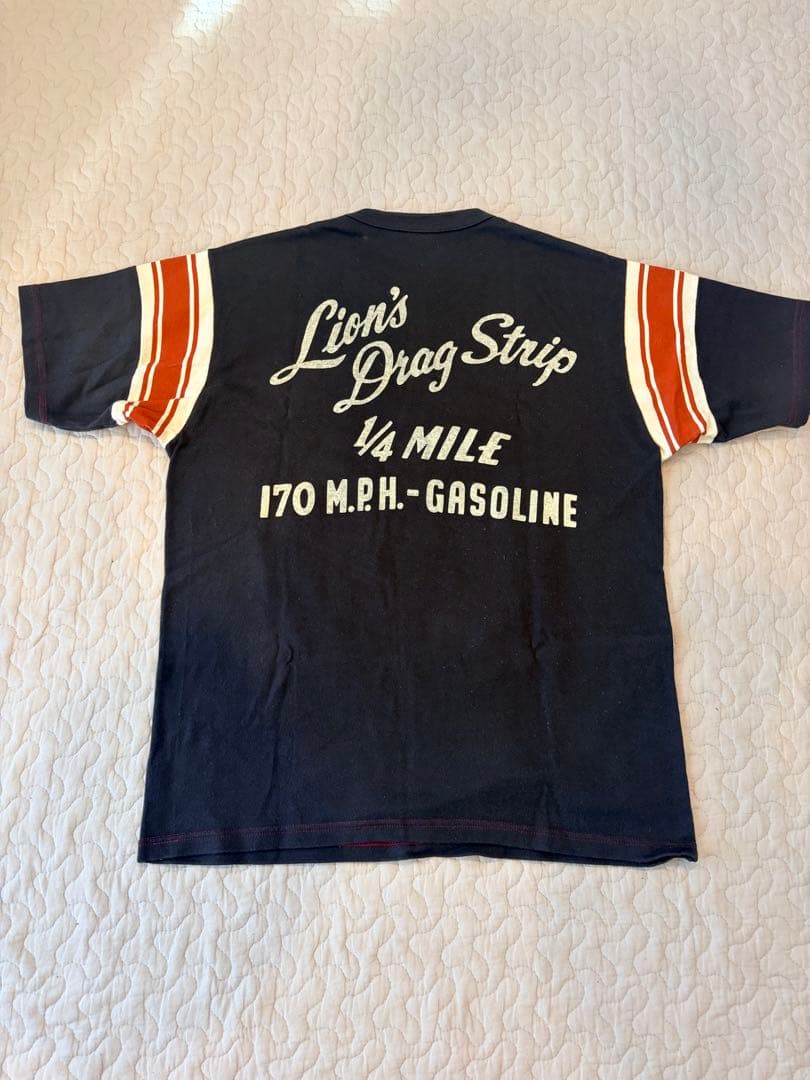 Lion's
Drag Strip
1/4 MILE
170 M.P.H.-GASOLINE